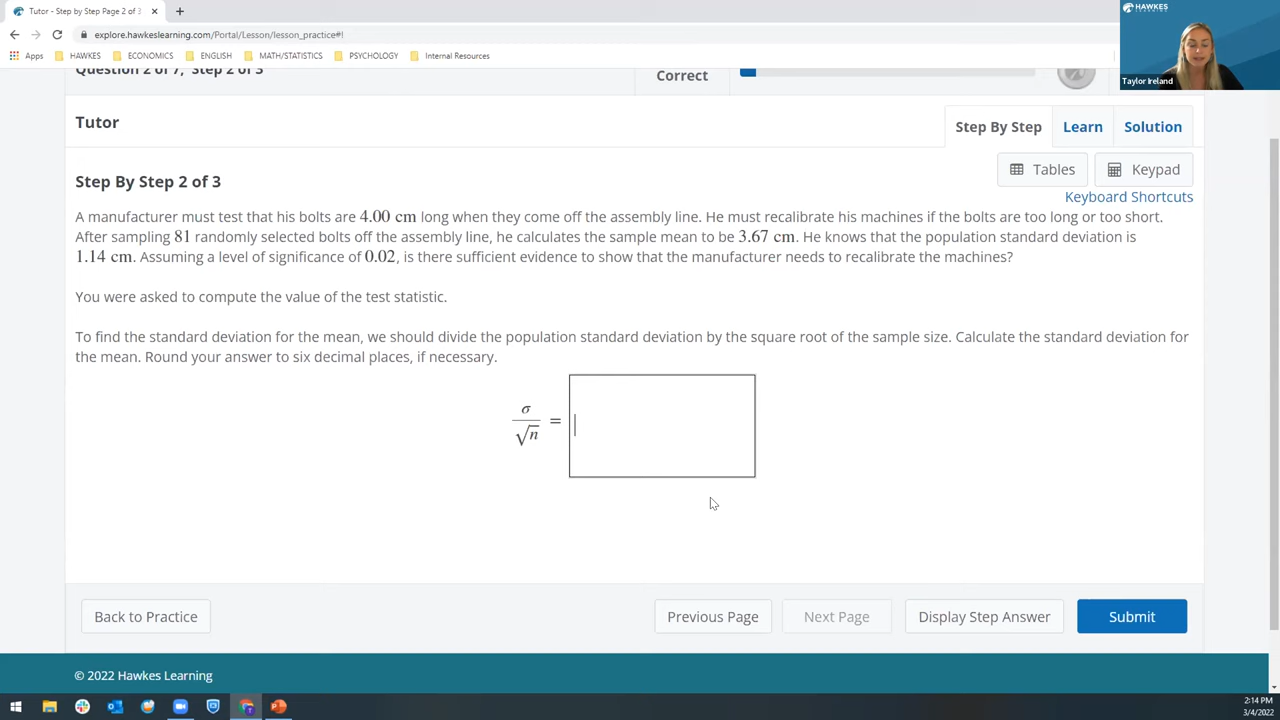 Tutor - Step by Step Page 2 of 3
explore.hawkeslearning.com/Portal/Lesson/lesson_practice#!
Apps HAWKES ECONOMICS ENGLISH MATH/STATISTICS PSYCHOLOGY Internal Resources
HAWKES
LEARNING
Taylor Ireland
Question 2 of 7, Step 2 of 3
Correct
Tutor
Step By Step Learn Solution
Tables Keypad
Keyboard Shortcuts
Step By Step 2 of 3
A manufacturer must test that his bolts are 4.00 cm long when they come off the assembly line. He must recalibrate his machines if the bolts are too long or too short.
After sampling 81 randomly selected bolts off the assembly line, he calculates the sample mean to be 3.67 cm. He knows that the population standard deviation is
1.14 cm. Assuming a level of significance of 0.02, is there sufficient evidence to show that the manufacturer needs to recalibrate the machines?
You were asked to compute the value of the test statistic.
To find the standard deviation for the mean, we should divide the population standard deviation by the square root of the sample size. Calculate the standard deviation for
the mean. Round your answer to six decimal places, if necessary.
σ
√n =
Back to Practice Previous Page Next Page Display Step Answer Submit
© 2022 Hawkes Learning
2:14 PM
3/4/2022